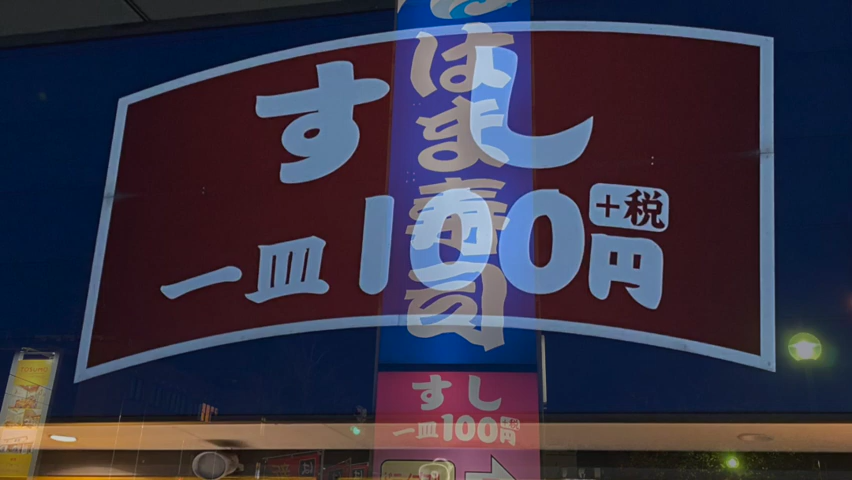 すし
一皿100円
+税
はま寿司
すし
一皿100円
+税